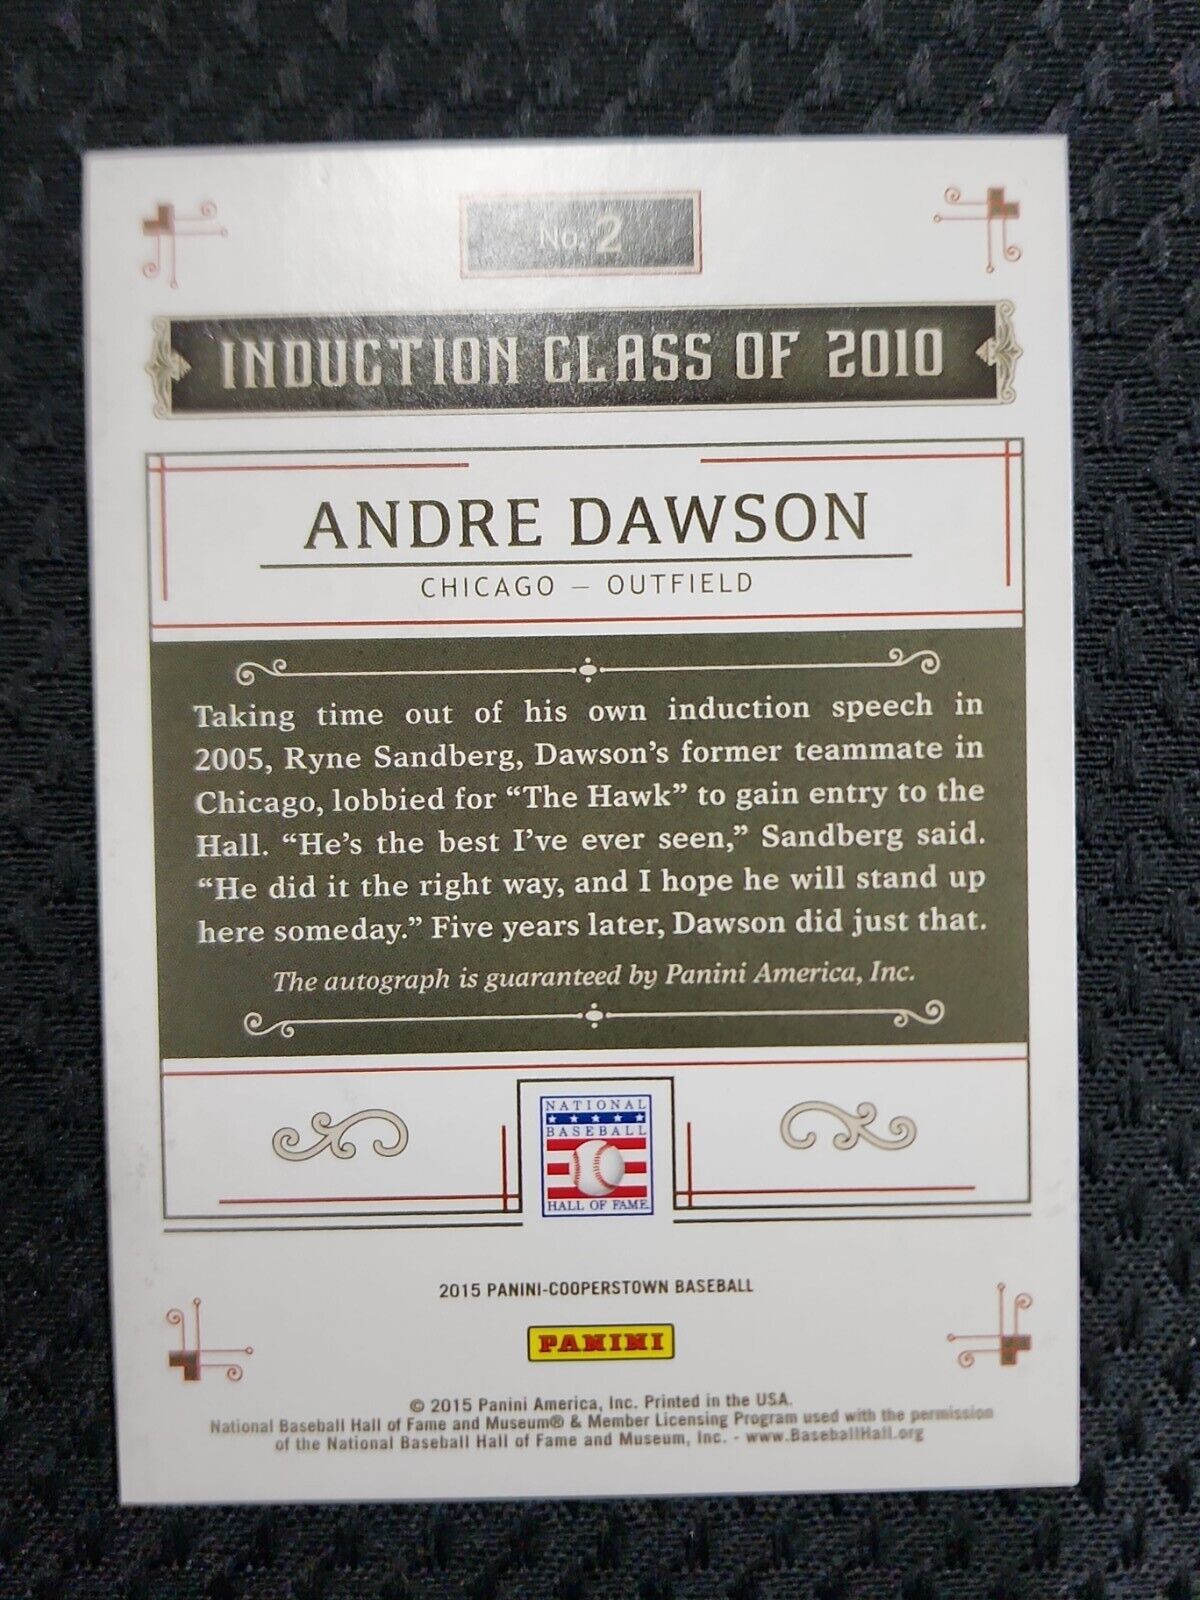 No. 2
INDUCTION CLASS OF 2010
ANDRE DAWSON
CHICAGO – OUTFIELD
Taking time out of his own induction speech in
2005, Ryne Sandberg, Dawson's former teammate in
Chicago, lobbied for “The Hawk” to gain entry to the
Hall. “He's the best I've ever seen,” Sandberg said.
“He did it the right way, and I hope he will stand up
here someday.” Five years later, Dawson did just that.
The autograph is guaranteed by Panini America, Inc.
NATIONAL
BASEBALL
HALL OF FAME
2015 PANINI-COOPERSTOWN BASEBALL
PANINI
© 2015 Panini America, Inc. Printed in the USA.
National Baseball Hall of Fame and Museum® & Member Licensing Program used with the permission
of the National Baseball Hall of Fame and Museum, Inc. - www.BaseballHall.org